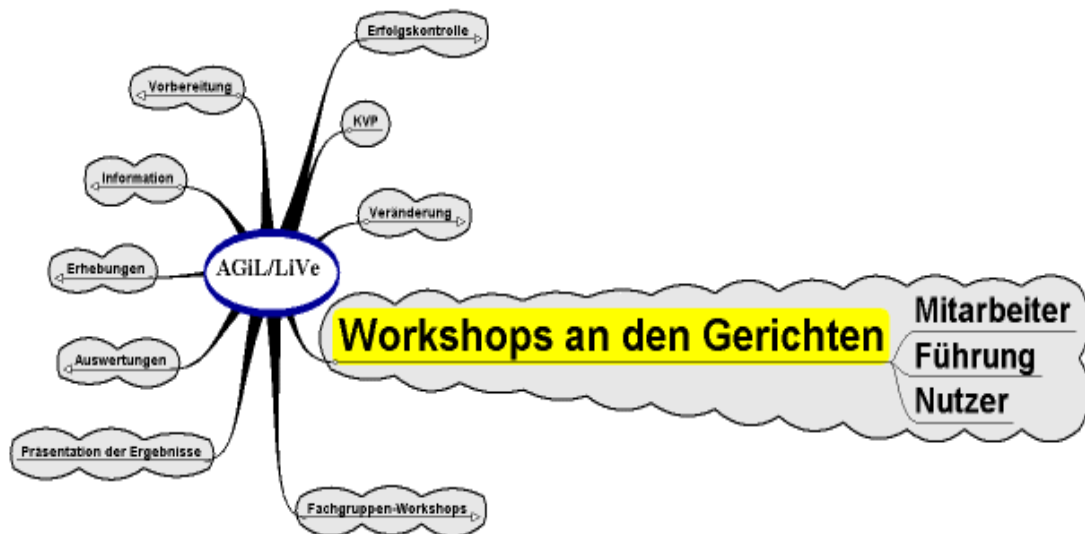 Erfolgskontrolle
Vorbereitung
KVP
Information
Veränderung
AGiL/LiVe
Erhebungen
Workshops an den Gerichten
Mitarbeiter
Führung
Nutzer
Auswertungen
Präsentation der Ergebnisse
Fachgruppen-Workshops